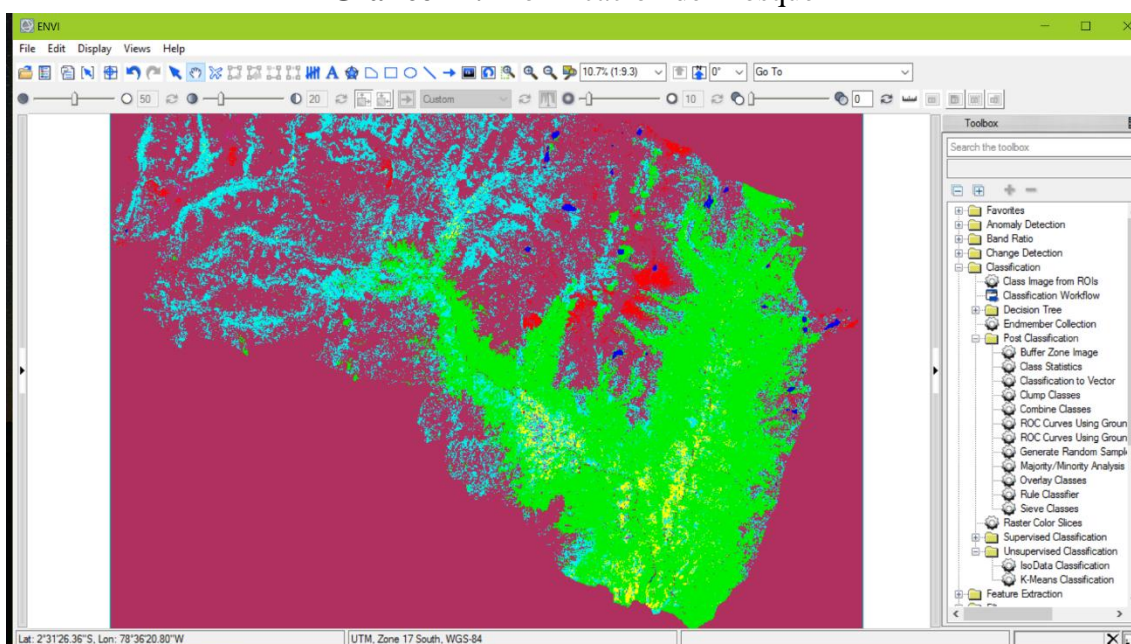 ENVI
File Edit Display Views Help
10.7% (1:9.3) 0° Go To
50 20 Custom 10 0
Toolbox
Search the toolbox
Favorites
Anomaly Detection
Band Ratio
Change Detection
Classification
Class Image from ROIs
Classification Workflow
Decision Tree
Endmember Collection
Post Classification
Buffer Zone Image
Class Statistics
Classification to Vector
Clump Classes
Combine Classes
ROC Curves Using Groun
ROC Curves Using Groun
Generate Random Sampl
Majority/Minority Analysis
Overlay Classes
Rule Classifier
Sieve Classes
Raster Color Slices
Supervised Classification
Unsupervised Classification
IsoData Classification
K-Means Classification
Feature Extraction
Lat: 2°31'26.36"S, Lon: 78°36'20.80"W UTM, Zone 17 South, WGS-84